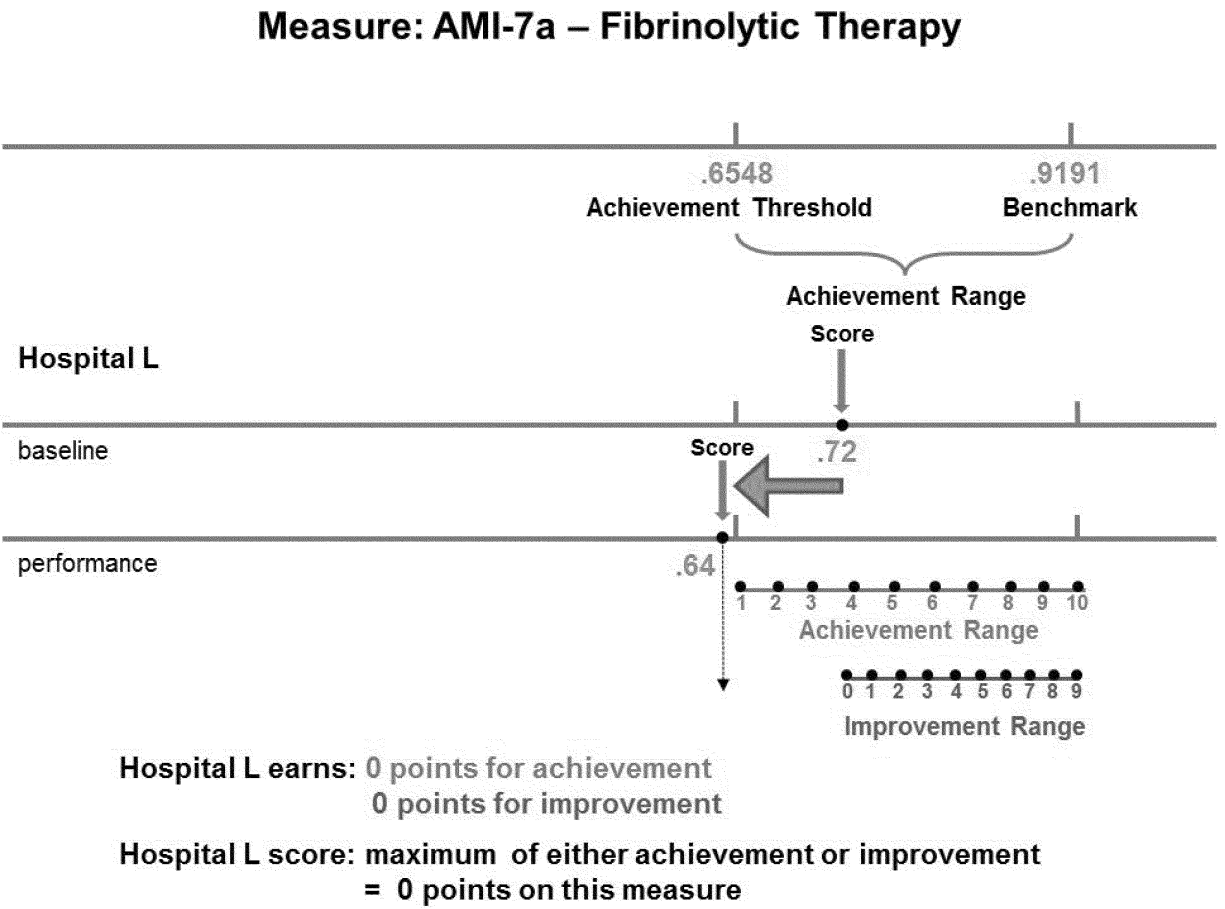 Measure: AMI-7a – Fibrinolytic Therapy
.6548 .9191
Achievement Threshold Benchmark
Achievement Range
Score
Hospital L
baseline
.72
Score
performance
.64
1 2 3 4 5 6 7 8 9 10
Achievement Range
0 1 2 3 4 5 6 7 8 9
Improvement Range
Hospital L earns: 0 points for achievement
0 points for improvement
Hospital L score: maximum of either achievement or improvement
= 0 points on this measure